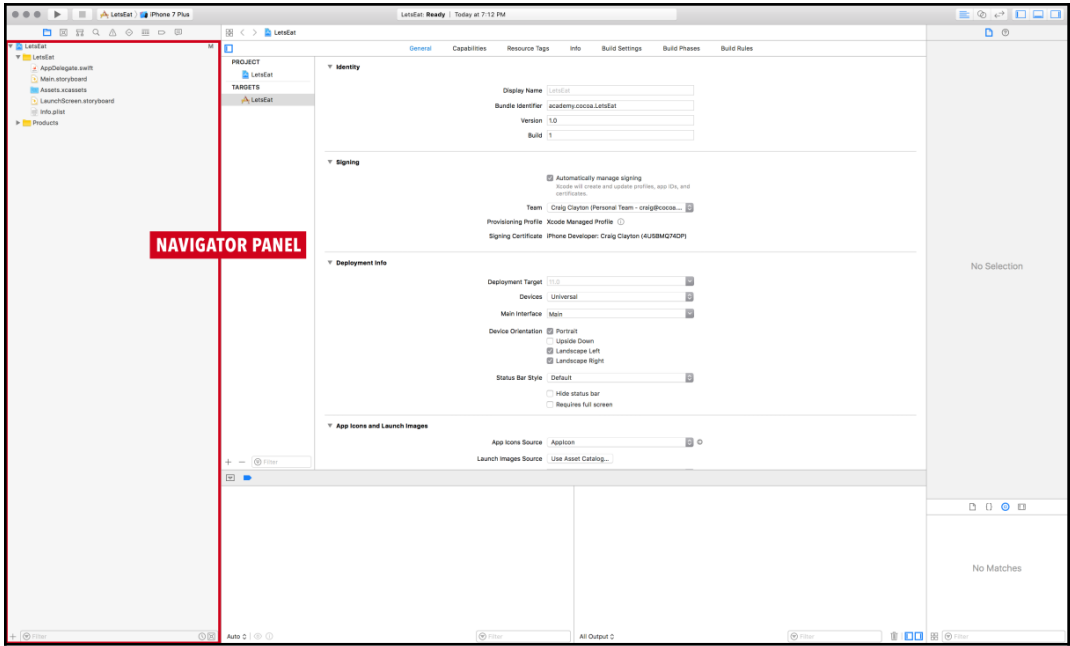 LetsEat
iPhone 7 Plus
LetsEat: Ready | Today at 7:12 PM
LetsEat
LetsEat M
LetsEat
AppDelegate.swift
Main.storyboard
Assets.xcassets
LaunchScreen.storyboard
Info.plist
Products
NAVIGATOR PANEL
Filter
General Capabilities Resource Tags Info Build Settings Build Phases Build Rules
PROJECT
LetsEat
TARGETS
LetsEat
Filter
Identity
Display Name LetsEat
Bundle Identifier academy.cocoa.LetsEat
Version 1.0
Build 1
Signing
Automatically manage signing
Xcode will create and update profiles, app IDs, and
certificates.
Team Craig Clayton (Personal Team - craig@cocoa....
Provisioning Profile Xcode Managed Profile
Signing Certificate iPhone Developer: Craig Clayton (4USBMQ74DP)
Deployment Info
Deployment Target 11.0
Devices Universal
Main Interface Main
Device Orientation Portrait
Upside Down
Landscape Left
Landscape Right
Status Bar Style Default
Hide status bar
Requires full screen
App Icons and Launch Images
App Icons Source AppIcon
Launch Images Source Use Asset Catalog...
Auto
Filter
All Output
Filter
No Selection
No Matches
Filter